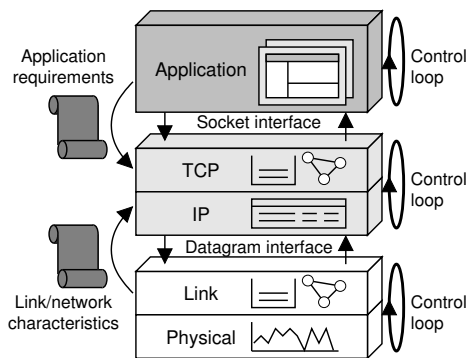 Application
requirements
Application
Control
loop
Socket interface
TCP
IP
Control
loop
Datagram interface
Link/network
characteristics
Link
Physical
Control
loop